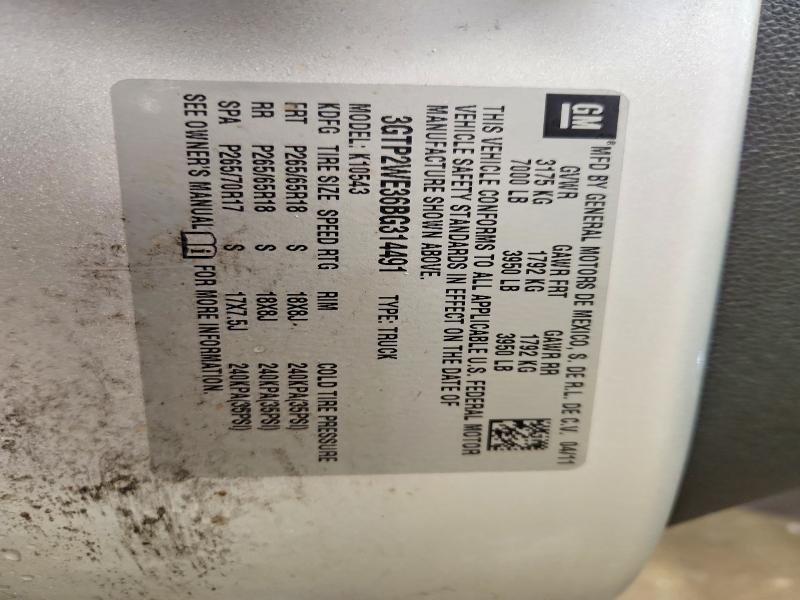 GM
® MFD BY GENERAL MOTORS DE MEXICO, S. DE R.L. DE C.V. 04/11
GVWR GAWR FRT GAWR RR
3175 KG 1792 KG 1792 KG
7000 LB 3950 LB 3950 LB
THIS VEHICLE CONFORMS TO ALL APPLICABLE U.S. FEDERAL MOTOR
VEHICLE SAFETY STANDARDS IN EFFECT ON THE DATE OF
MANUFACTURE SHOWN ABOVE.
3GTP2WE36BG314491 TYPE: TRUCK
MODEL: K10543
KDFG TIRE SIZE SPEED RTG RIM COLD TIRE PRESSURE
FRT P265/65R18 S 18X8J 240KPA(35PSI)
RR P265/65R18 S 18X8J 240KPA(35PSI)
SPA P265/70R17 S 17X7.5J 240KPA(35PSI)
SEE OWNER'S MANUAL i FOR MORE INFORMATION.